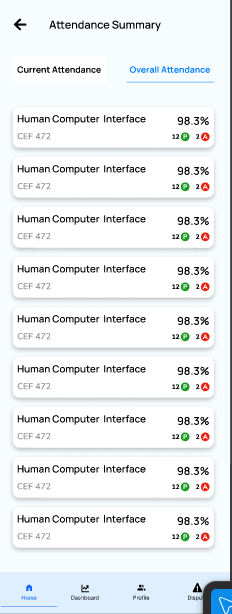 Attendance Summary
Current Attendance Overall Attendance
Human Computer Interface 98.3%
CEF 472 12 P 2 A
Human Computer Interface 98.3%
CEF 472 12 P 2 A
Human Computer Interface 98.3%
CEF 472 12 P 2 A
Human Computer Interface 98.3%
CEF 472 12 P 2 A
Human Computer Interface 98.3%
CEF 472 12 P 2 A
Human Computer Interface 98.3%
CEF 472 12 P 2 A
Human Computer Interface 98.3%
CEF 472 12 P 2 A
Human Computer Interface 98.3%
CEF 472 12 P 2 A
Human Computer Interface 98.3%
CEF 472 12 P 2 A
Home Dashboard Profile